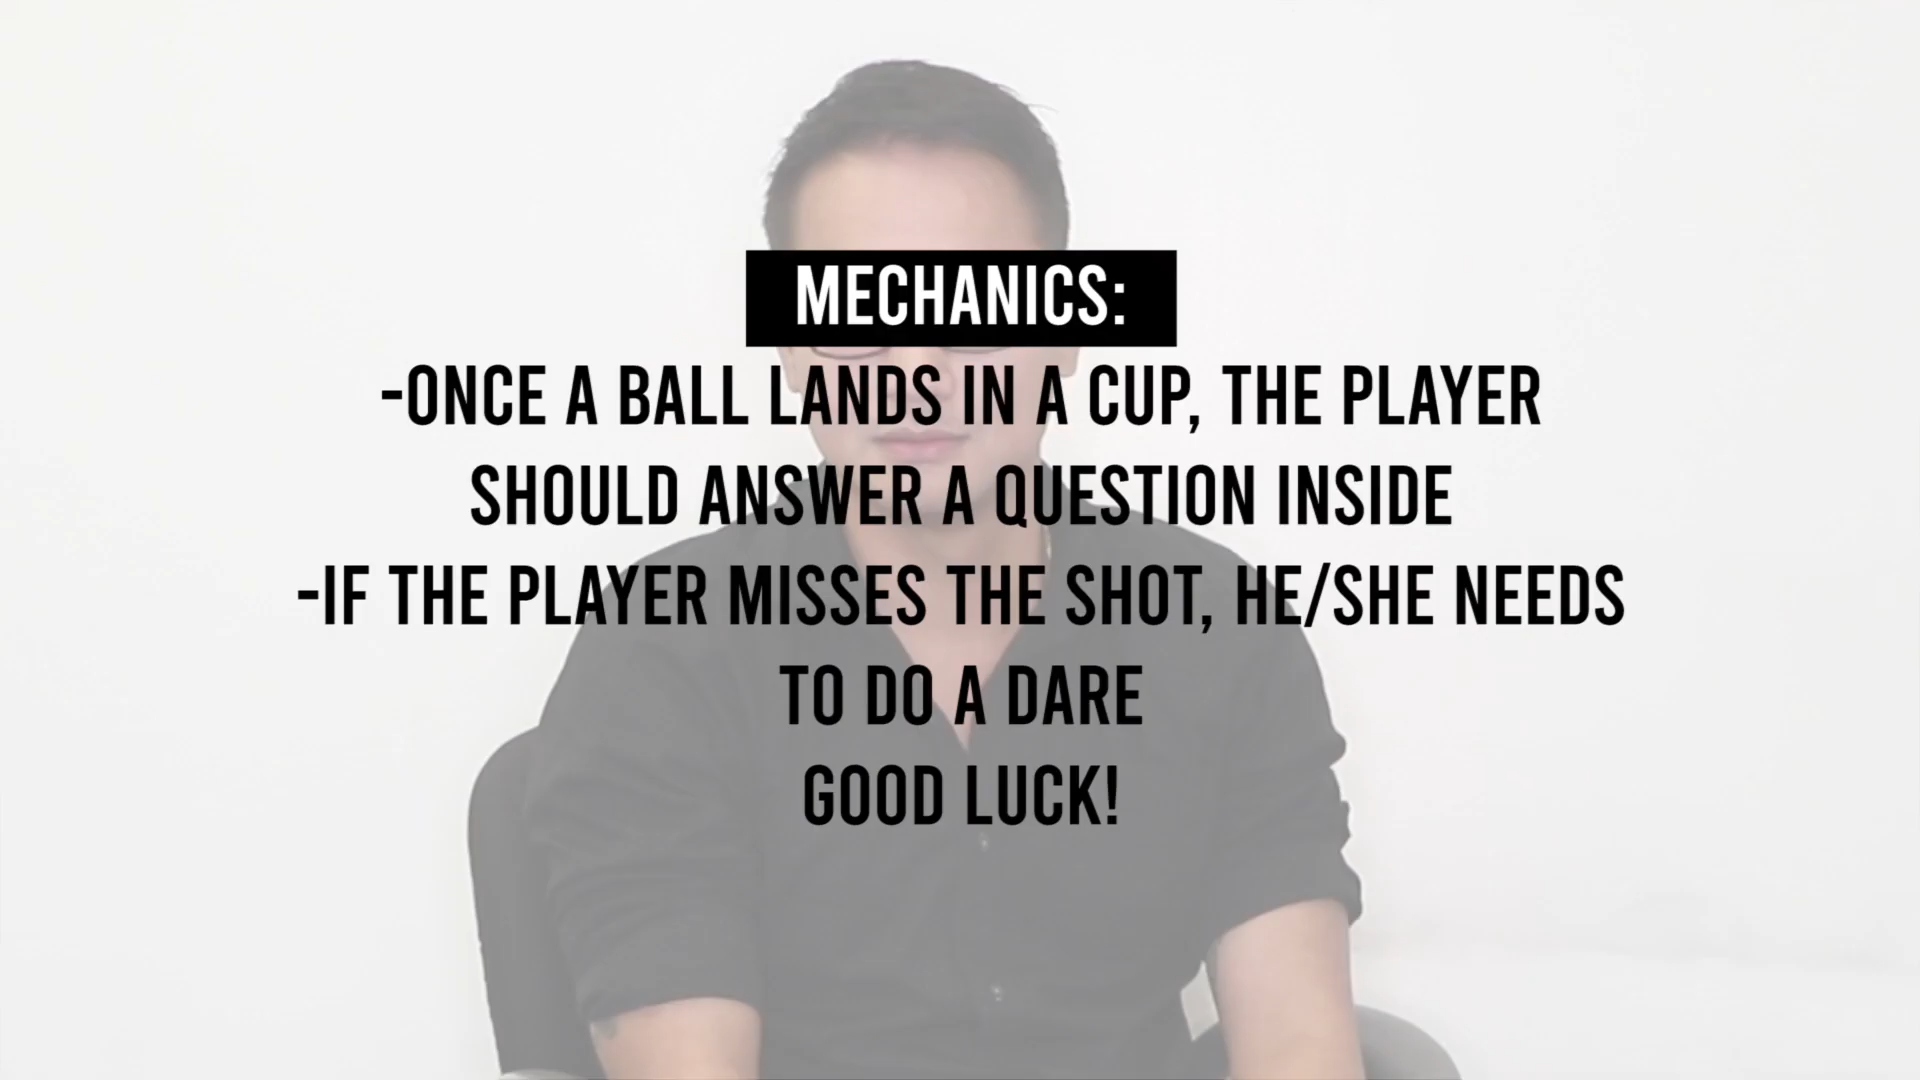 MECHANICS:
-ONCE A BALL LANDS IN A CUP, THE PLAYER
SHOULD ANSWER A QUESTION INSIDE
-IF THE PLAYER MISSES THE SHOT, HE/SHE NEEDS
TO DO A DARE
GOOD LUCK!